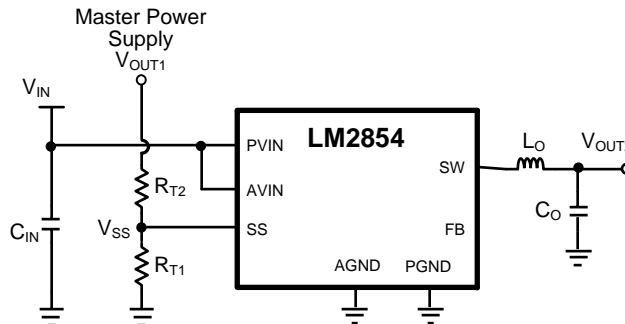 Master Power
Supply
VOUT1
VIN
LM2854
PVIN
AVIN
SS
SW
FB
AGND
PGND
RT2
VSS
RT1
CIN
LO
CO